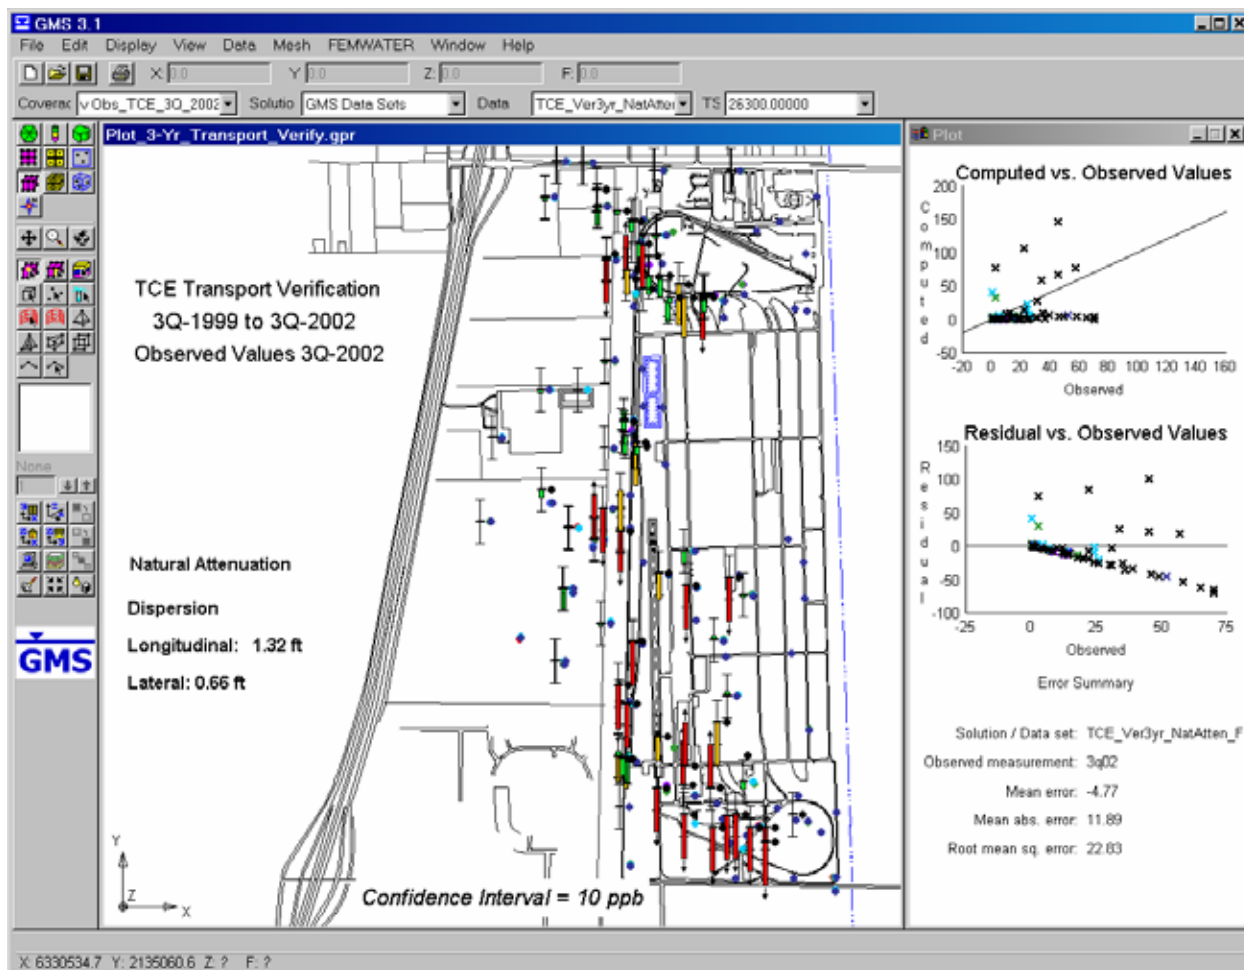 GMS 3.1
File Edit Display View Data Mesh FEMWATER Window Help
X: 0.0 Y 0.0 Z: 0.0 F: 0.0
Coverac v Obs_TCE_3Q_2002 Solutio GMS Data Sets Data TCE_Ver3yr_NatAtten TS 26300.00000
Plot_3-Yr_Transport_Verify.gpr
TCE Transport Verification
3Q-1999 to 3Q-2002
Observed Values 3Q-2002
Natural Attenuation
Dispersion
Longitudinal: 1.32 ft
Lateral: 0.66 ft
Confidence Interval = 10 ppb
Y
Z
X
None
GMS
Plot
Computed vs. Observed Values
Computed
200
150
100
50
0
-50
-20 0 20 40 60 80 100 120 140 160
Observed
Residual vs. Observed Values
Residual
150
100
50
0
-50
-100
-25 0 25 50 75
Observed
Error Summary
Solution / Data set: TCE_Ver3yr_NatAtten_F
Observed measurement: 3q02
Mean error: -4.77
Mean abs. error: 11.89
Root mean sq. error: 22.83
X: 6330534.7 Y: 2135060.6 Z: ? F: ?